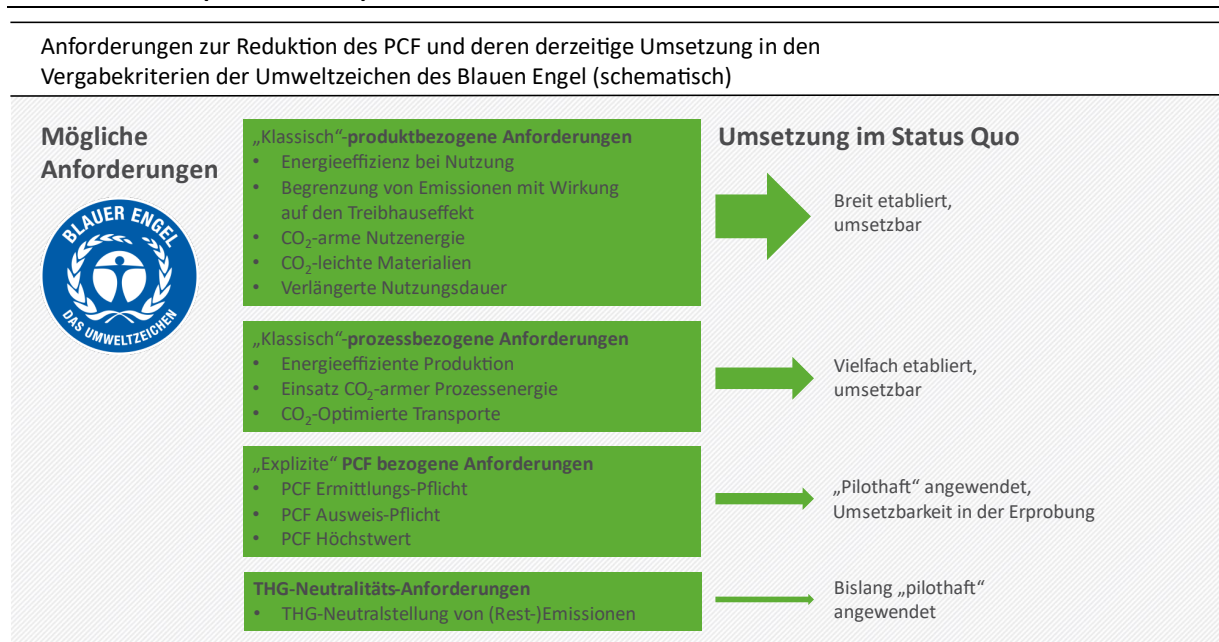 Anforderungen zur Reduktion des PCF und deren derzeitige Umsetzung in den
Vergabekriterien der Umweltzeichen des Blauen Engel (schematisch)
Mögliche
Anforderungen
BLAUER ENGEL
DAS UMWELTZEICHEN
„Klassisch“-produktbezogene Anforderungen
• Energieeffizienz bei Nutzung
• Begrenzung von Emissionen mit Wirkung
auf den Treibhauseffekt
• CO₂-arme Nutzenergie
• CO₂-leichte Materialien
• Verlängerte Nutzungsdauer
„Klassisch“-prozessbezogene Anforderungen
• Energieeffiziente Produktion
• Einsatz CO₂-armer Prozessenergie
• CO₂-Optimierte Transporte
„Explizite“ PCF bezogene Anforderungen
• PCF Ermittlungs-Pflicht
• PCF Ausweis-Pflicht
• PCF Höchstwert
THG-Neutralitäts-Anforderungen
• THG-Neutralstellung von (Rest-)Emissionen
Umsetzung im Status Quo
Breit etabliert,
umsetzbar
Vielfach etabliert,
umsetzbar
„Pilothaft“ angewendet,
Umsetzbarkeit in der Erprobung
Bislang „pilothaft“
angewendet